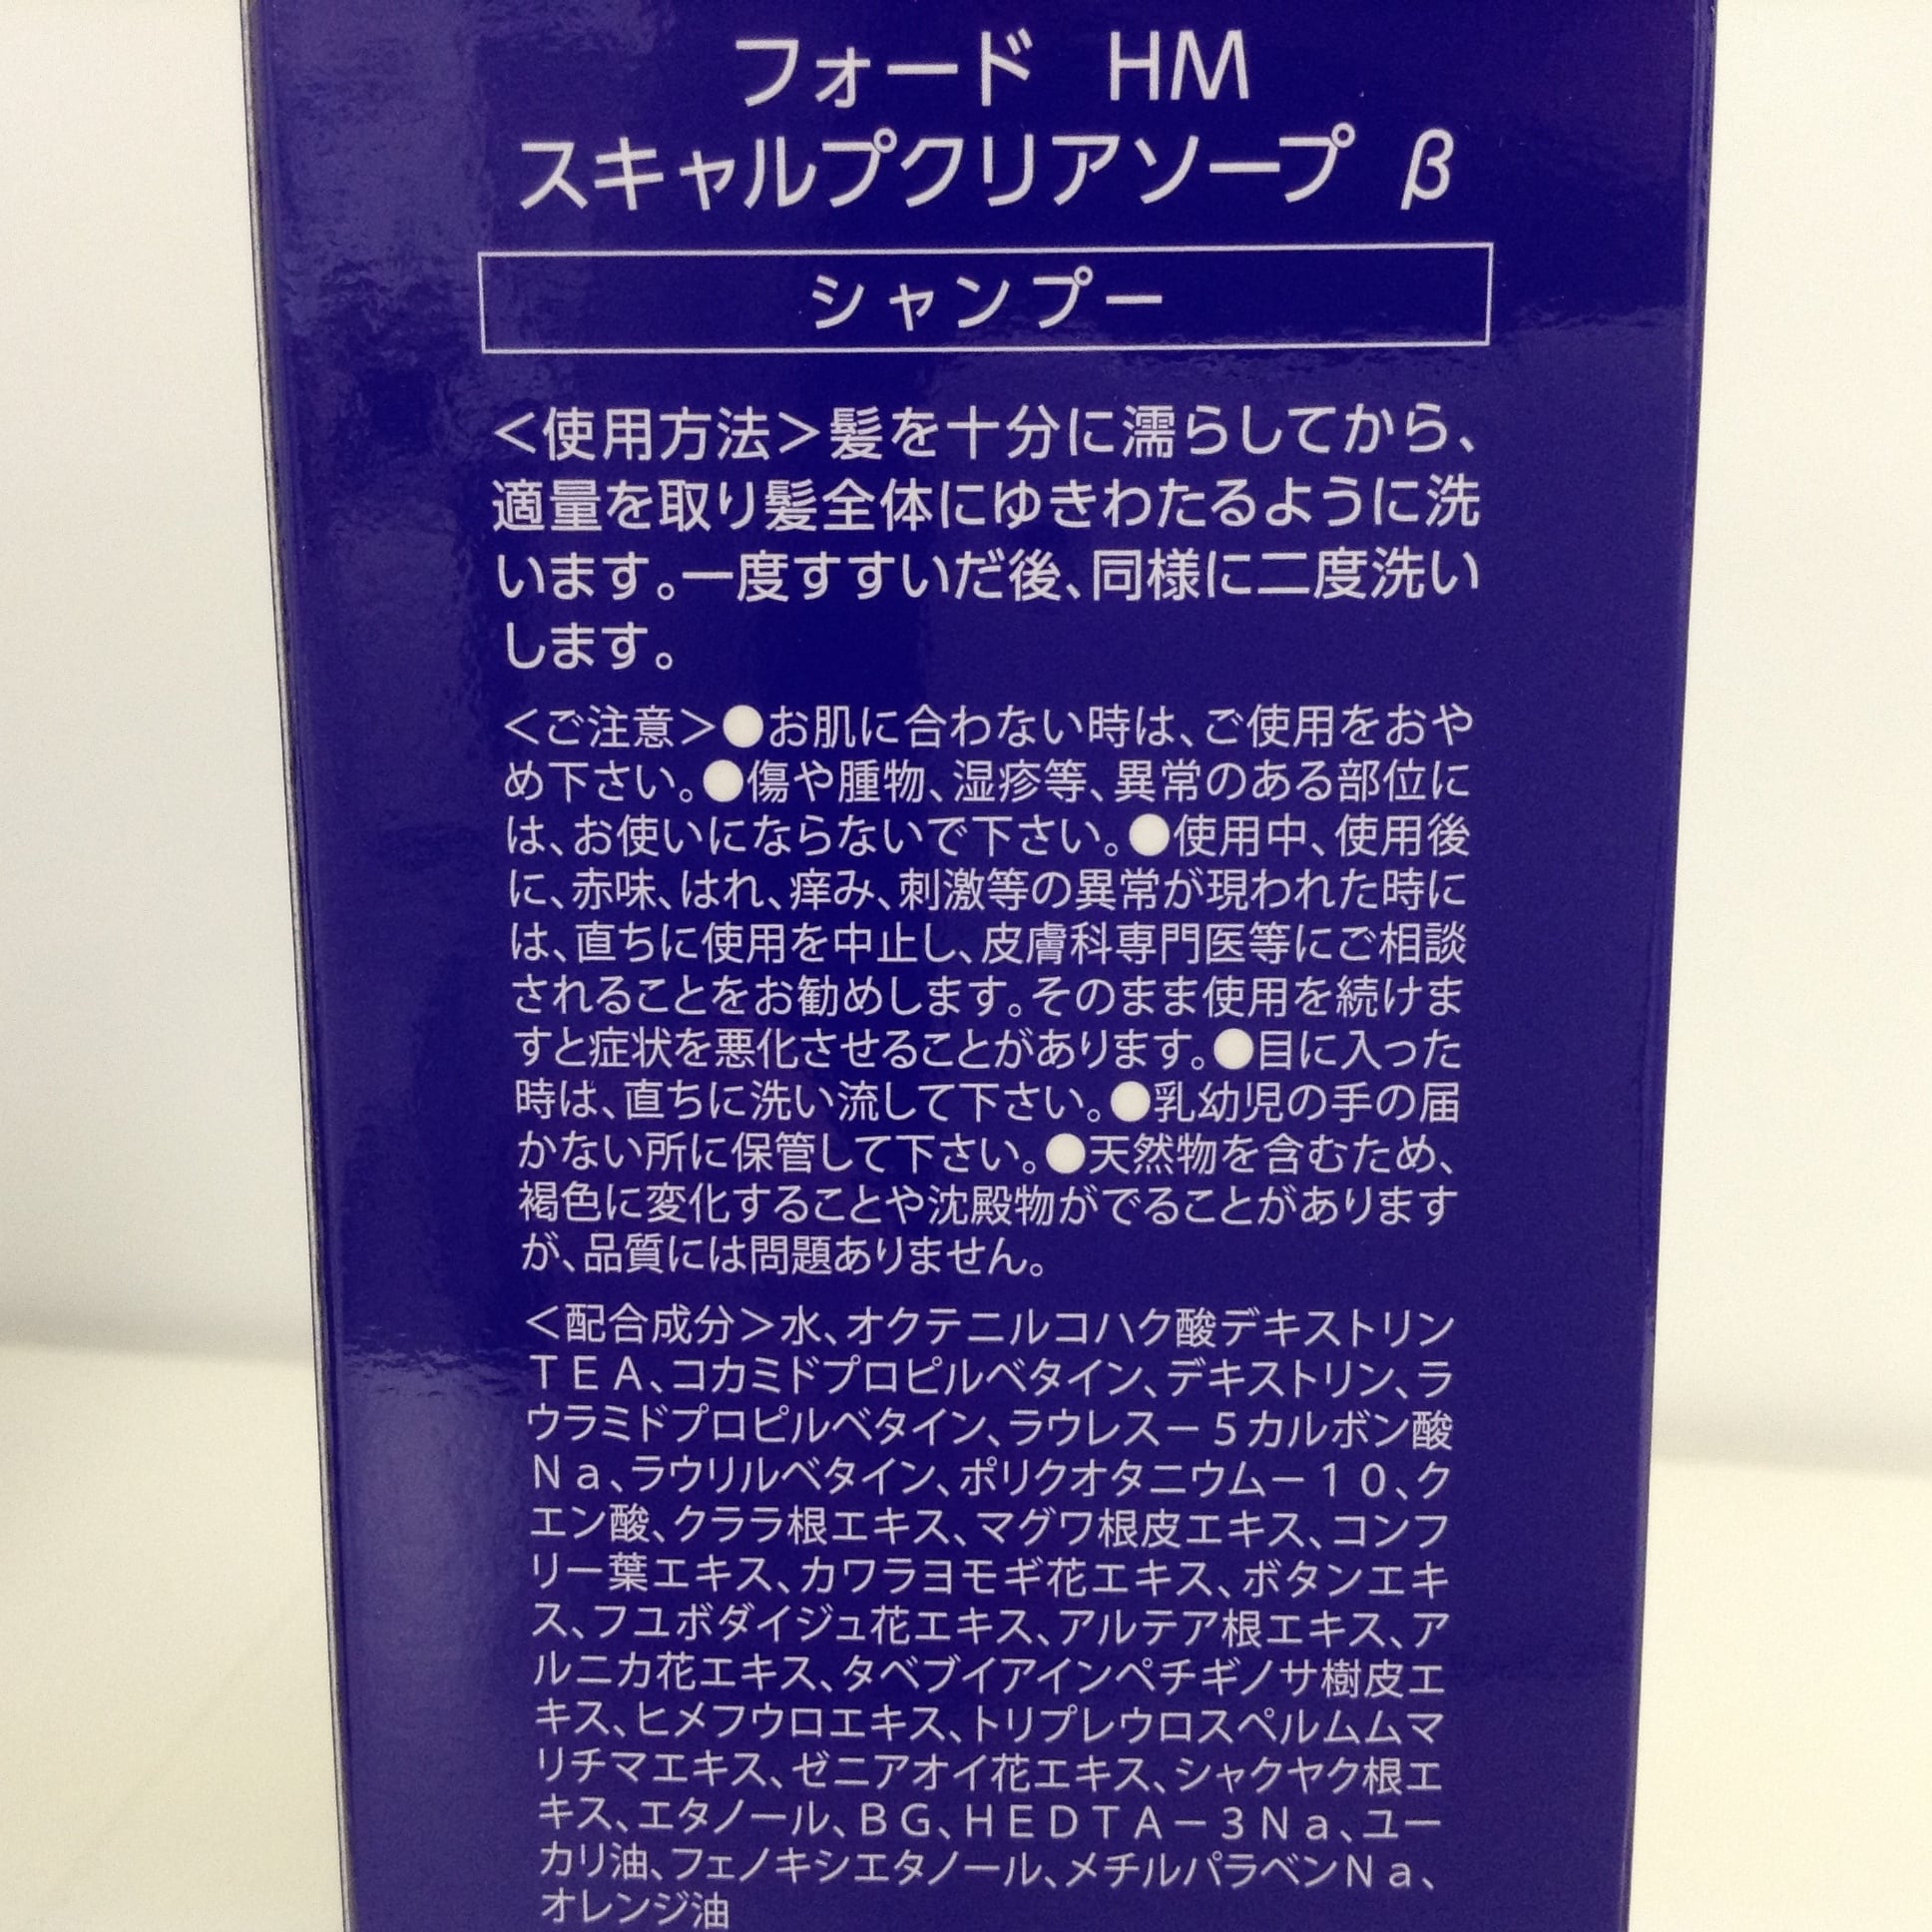 フォード HM
スキャルプクリアソープ β
シャンプー
＜使用方法＞髪を十分に濡らしてから、
適量を取り髪全体にゆきわたるように洗
います。一度すすいだ後、同様に二度洗い
します。
＜ご注意＞●お肌に合わない時は、ご使用をおや
め下さい。●傷や腫物、湿疹等、異常のある部位に
は、お使いにならないで下さい。●使用中、使用後
に、赤味、はれ、痒み、刺激等の異常が現われた時に
は、直ちに使用を中止し、皮膚科専門医等にご相談
されることをお勧めします。そのまま使用を続けま
すと症状を悪化させることがあります。●目に入った
時は、直ちに洗い流して下さい。●乳幼児の手の届
かない所に保管して下さい。●天然物を含むため、
褐色に変化することや沈殿物がでることがあります
が、品質には問題ありません。
＜配合成分＞水、オクテニルコハク酸デキストリン
ＴＥＡ、コカミドプロピルベタイン、デキストリン、ラ
ウラミドプロピルベタイン、ラウレス－５カルボン酸
Ｎａ、ラウリルベタイン、ポリクオタニウム－１０、ク
エン酸、クララ根エキス、マグワ根皮エキス、コンフ
リー葉エキス、カワラヨモギ花エキス、ボタンエキ
ス、フユボダイジュ花エキス、アルテア根エキス、ア
ルニカ花エキス、タベブイアインペチギノサ樹皮エ
キス、ヒメフウロエキス、トリプレウロスペルムムマ
リチマエキス、ゼニアオイ花エキス、シャクヤク根エ
キス、エタノール、ＢＧ、ＨＥＤＴＡ－３Ｎａ、ユー
カリ油、フェノキシエタノール、メチルパラベンＮａ、
オレンジ油